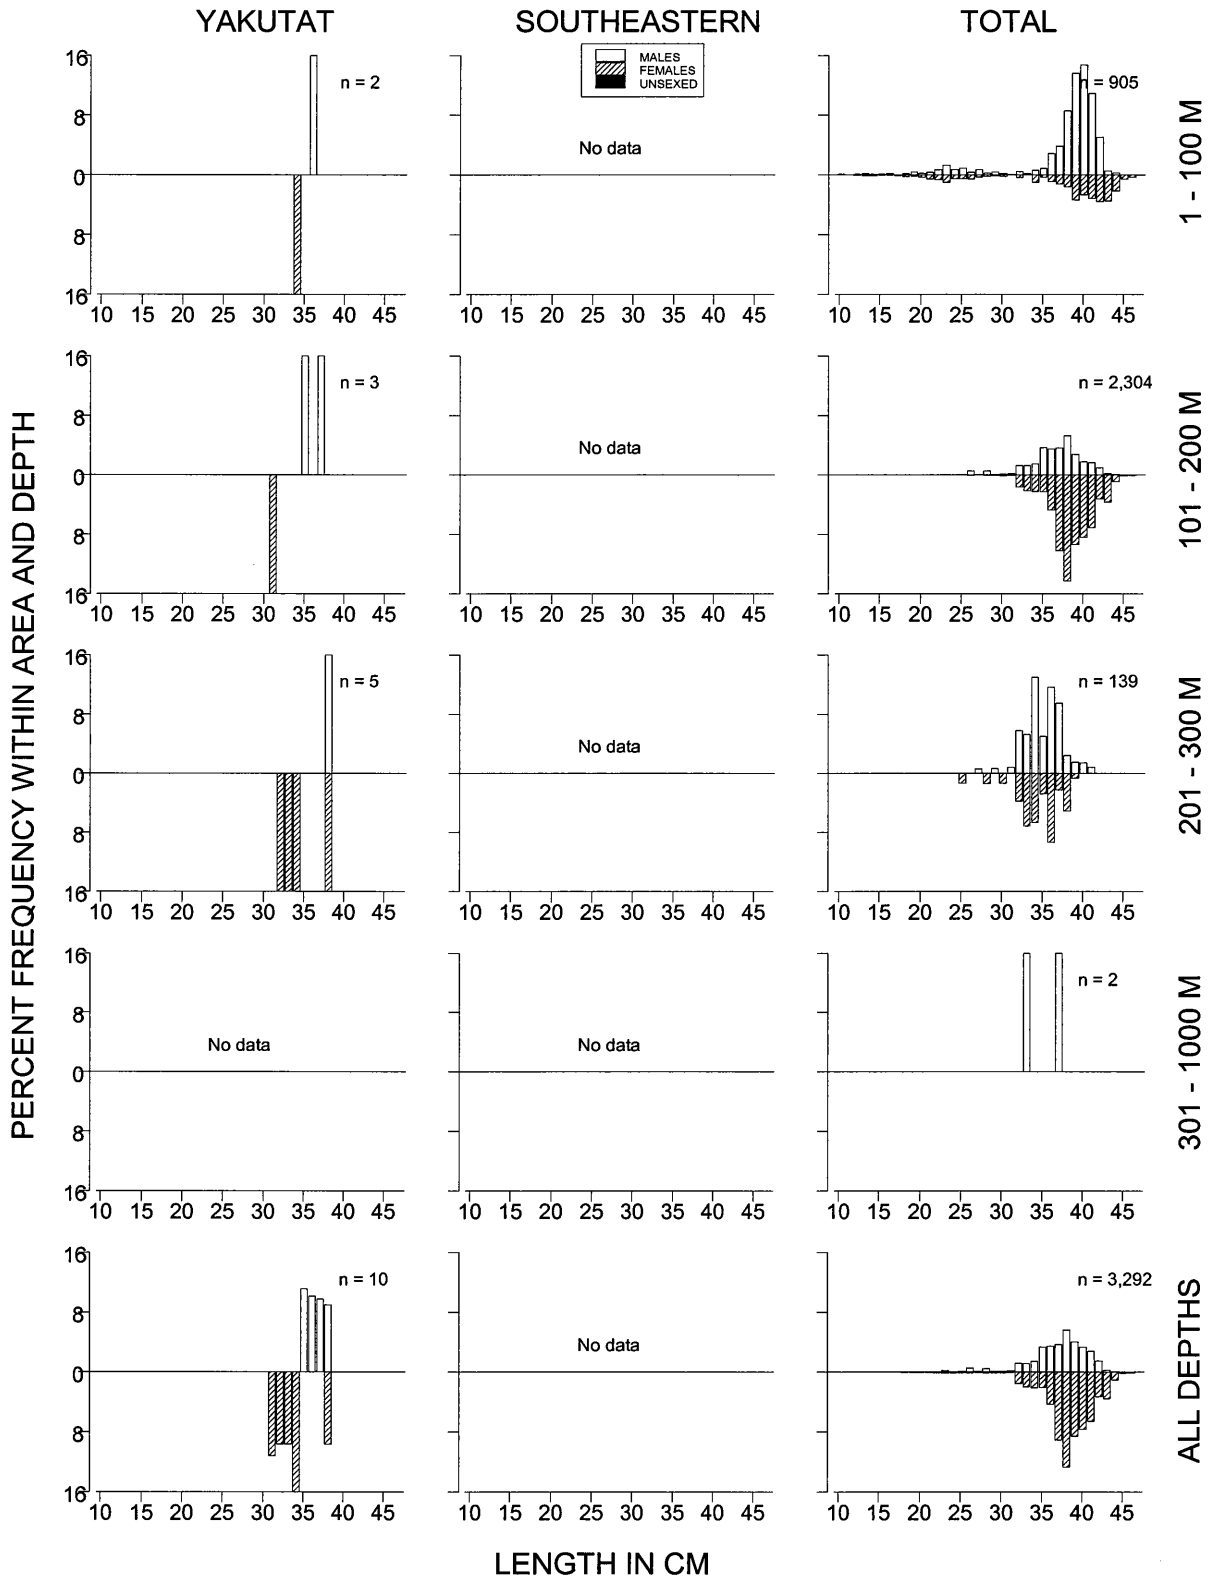 YAKUTAT SOUTHEASTERN TOTAL
MALES
FEMALES
UNSEXED
PERCENT FREQUENCY WITHIN AREA AND DEPTH
16 8 0 8 16
n = 2
No data
n = 905
1 - 100 M
10 15 20 25 30 35 40 45 10 15 20 25 30 35 40 45 10 15 20 25 30 35 40 45
16 8 0 8 16
n = 3
No data
n = 2,304
101 - 200 M
10 15 20 25 30 35 40 45 10 15 20 25 30 35 40 45 10 15 20 25 30 35 40 45
16 8 0 8 16
n = 5
No data
n = 139
201 - 300 M
10 15 20 25 30 35 40 45 10 15 20 25 30 35 40 45 10 15 20 25 30 35 40 45
16 8 0 8 16
No data
No data
n = 2
301 - 1000 M
10 15 20 25 30 35 40 45 10 15 20 25 30 35 40 45 10 15 20 25 30 35 40 45
16 8 0 8 16
n = 10
No data
n = 3,292
ALL DEPTHS
10 15 20 25 30 35 40 45 10 15 20 25 30 35 40 45 10 15 20 25 30 35 40 45
LENGTH IN CM